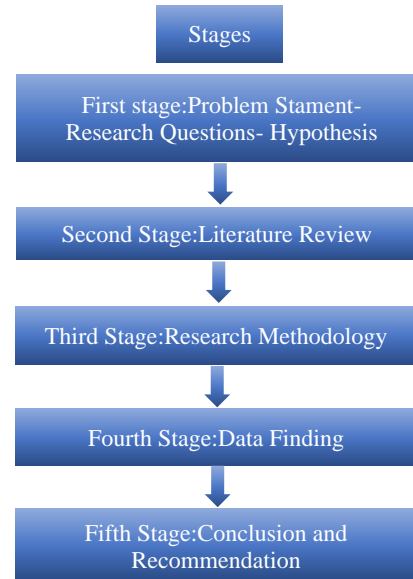 Stages
First stage:Problem Stament-
Research Questions- Hypothesis
Second Stage:Literature Review
Third Stage:Research Methodology
Fourth Stage:Data Finding
Fifth Stage:Conclusion and
Recommendation